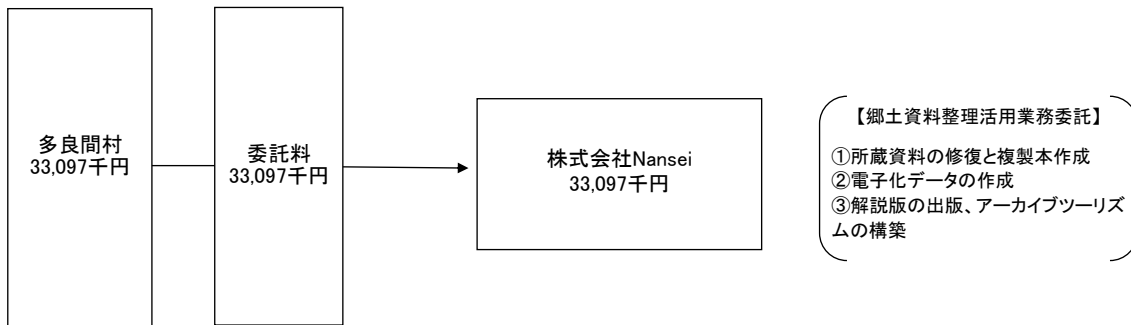 多良間村
33,097千円
委託料
33,097千円
株式会社Nansei
33,097千円
【郷土資料整理活用業務委託】
①所蔵資料の修復と複製本作成
②電子化データの作成
③解説版の出版、アーカイブツーリズ
ムの構築